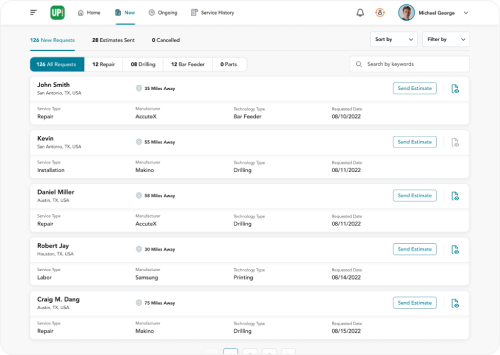 UPi Home New Ongoing Service History Michael George
126 New Requests 28 Estimates Sent 0 Cancelled Sort by Filter by
126 All Requests 12 Repair 08 Drilling 12 Bar Feeder 0 Parts Search by keywords
John Smith
San Antonio, TX, USA
35 Miles Away
Send Estimate
Service Type Manufacturer Technology Type Requested Date
Repair AccuteX Bar Feeder 08/10/2022
Kevin
San Antonio, TX, USA
55 Miles Away
Send Estimate
Service Type Manufacturer Technology Type Requested Date
Installation Makino Drilling 08/11/2022
Daniel Miller
Austin, TX, USA
58 Miles Away
Send Estimate
Service Type Manufacturer Technology Type Requested Date
Repair AccuteX Drilling 08/11/2022
Robert Jay
Houston, TX, USA
30 Miles Away
Send Estimate
Service Type Manufacturer Technology Type Requested Date
Labor Samsung Printing 08/14/2022
Craig M. Dang
Austin, TX, USA
75 Miles Away
Send Estimate
Service Type Manufacturer Technology Type Requested Date
Repair Makino Drilling 08/15/2022